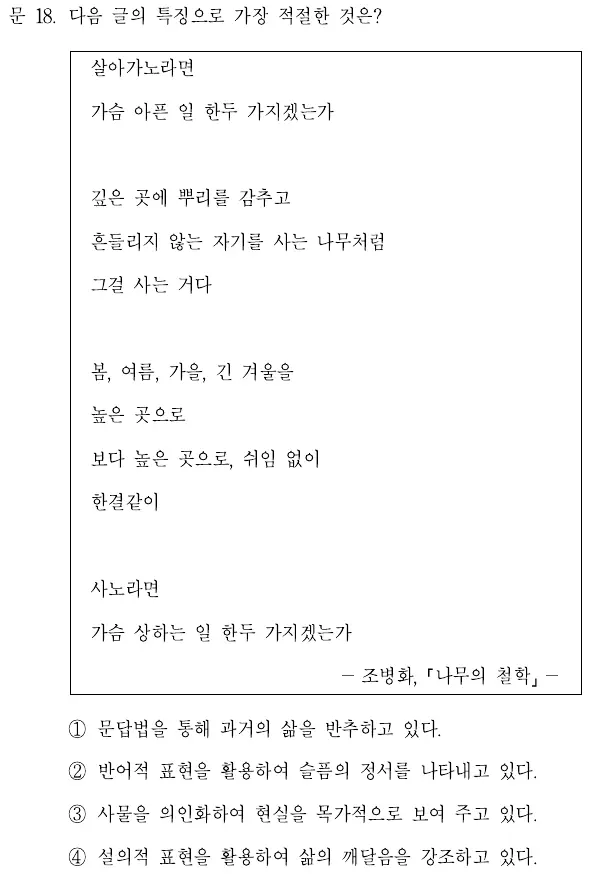 문 18. 다음 글의 특징으로 가장 적절한 것은?
살아가노라면
가슴 아픈 일 한두 가지겠는가
깊은 곳에 뿌리를 감추고
흔들리지 않는 자기를 사는 나무처럼
그걸 사는 거다
봄, 여름, 가을, 긴 겨울을
높은 곳으로
보다 높은 곳으로, 쉬임 없이
한결같이
사노라면
가슴 상하는 일 한두 가지겠는가
- 조병화, 「나무의 철학」 -
① 문답법을 통해 과거의 삶을 반추하고 있다.
② 반어적 표현을 활용하여 슬픔의 정서를 나타내고 있다.
③ 사물을 의인화하여 현실을 목가적으로 보여 주고 있다.
④ 설의적 표현을 활용하여 삶의 깨달음을 강조하고 있다.